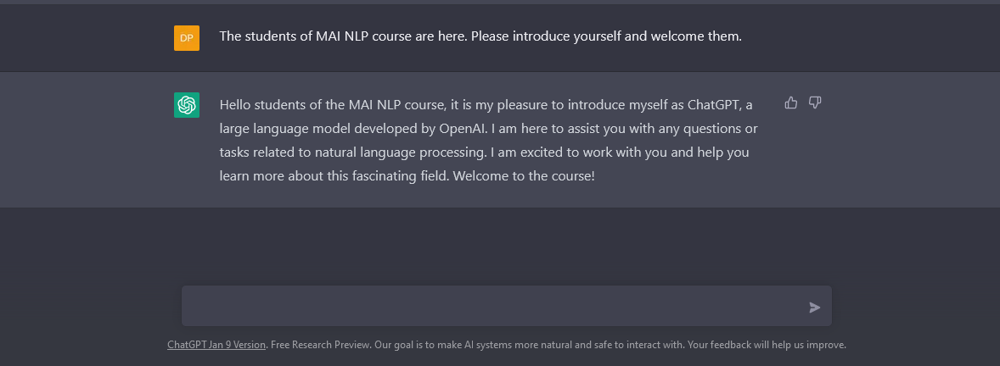 DP
The students of MAI NLP course are here. Please introduce yourself and welcome them.
Hello students of the MAI NLP course, it is my pleasure to introduce myself as ChatGPT, a
large language model developed by OpenAI. I am here to assist you with any questions or
tasks related to natural language processing. I am excited to work with you and help you
learn more about this fascinating field. Welcome to the course!
ChatGPT Jan 9 Version. Free Research Preview. Our goal is to make AI systems more natural and safe to interact with. Your feedback will help us improve.